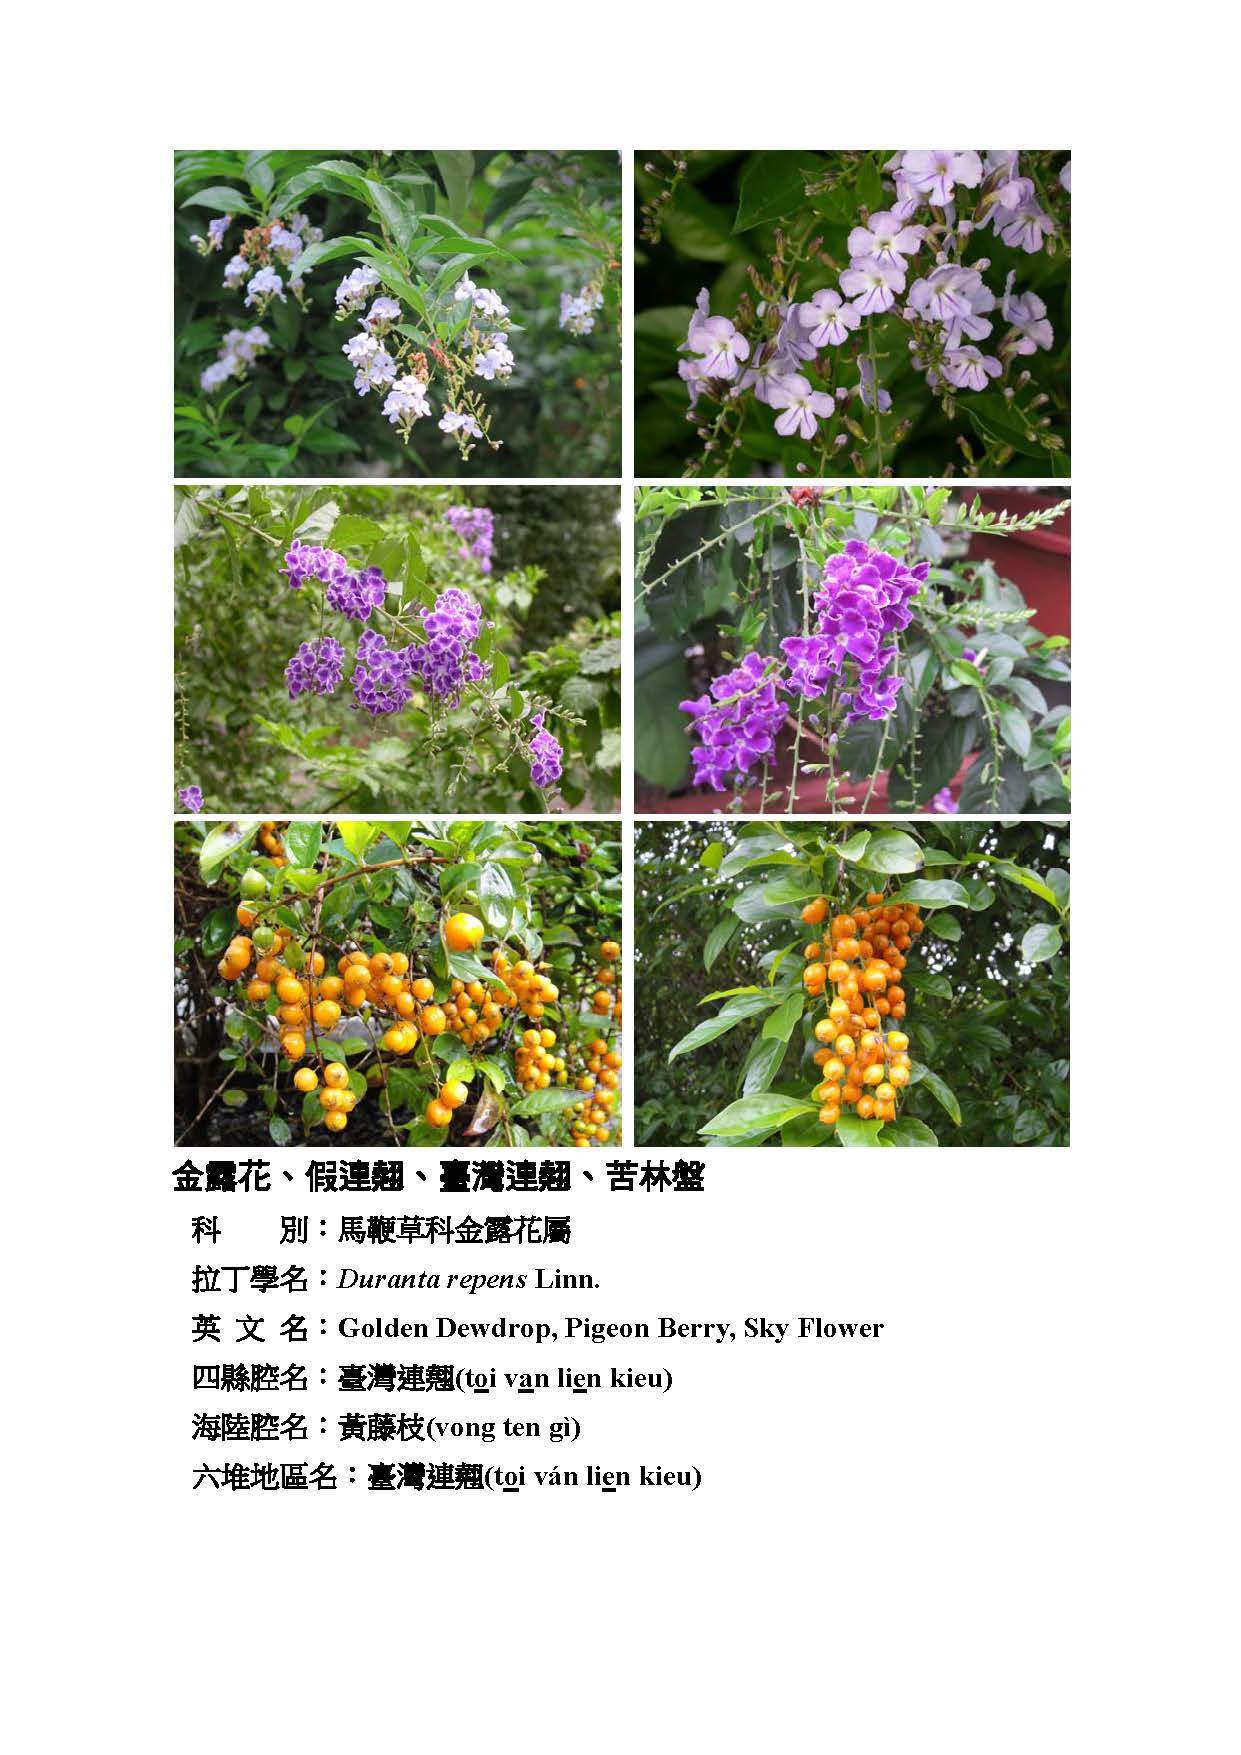 金露花、假連翹、臺灣連翹、苦林盤
科　　別：馬鞭草科金露花屬
拉丁學名：Duranta repens Linn.
英 文 名：Golden Dewdrop, Pigeon Berry, Sky Flower
四縣腔名：臺灣連翹(toi van lien kieu)
海陸腔名：黃藤枝(vong ten gì)
六堆地區名：臺灣連翹(toi ván lien kieu)